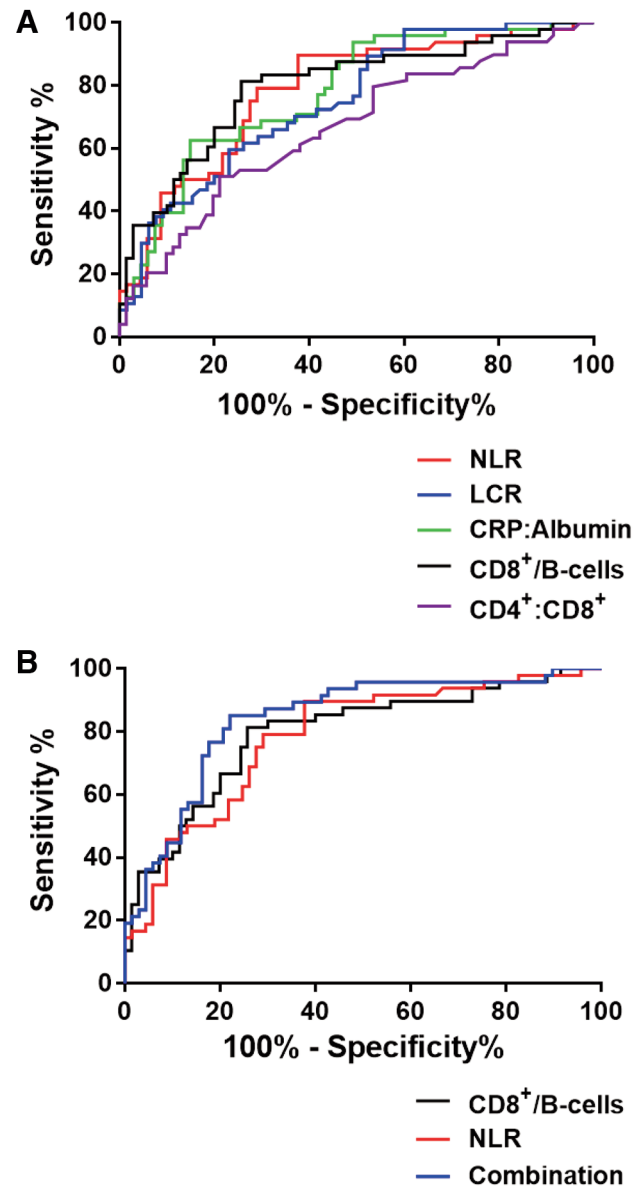 A
Sensitivity %
100
80
60
40
20
0
0 20 40 60 80 100
100% - Specificity%
NLR
LCR
CRP:Albumin
CD8⁺/B-cells
CD4⁺:CD8⁺
B
Sensitivity %
100
80
60
40
20
0
0 20 40 60 80 100
100% - Specificity%
CD8⁺/B-cells
NLR
Combination